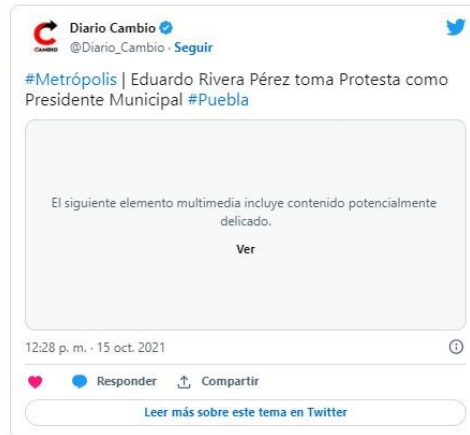 CAMBIO
Diario Cambio
@Diario_Cambio · Seguir
#Metrópolis | Eduardo Rivera Pérez toma Protesta como
Presidente Municipal #Puebla
El siguiente elemento multimedia incluye contenido potencialmente
delicado.
Ver
12:28 p. m. · 15 oct. 2021
Responder Compartir
Leer más sobre este tema en Twitter